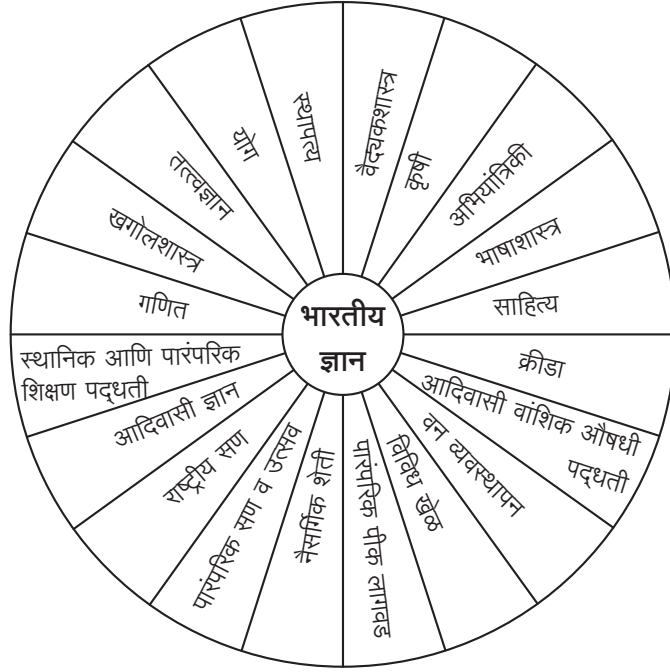 भारतीय
ज्ञान
वैद्यकशास्त्र
कृषी
अभियांत्रिकी
भाषाशास्त्र
साहित्य
क्रीडा
आदिवासी वांशिक औषधी
पद्धती
वन व्यवस्थापन
विविध खेळ
पारंपरिक पीक लागवड
नैसर्गिक शेती
पारंपरिक सण व उत्सव
राष्ट्रीय सण
आदिवासी ज्ञान
स्थानिक आणि पारंपरिक
शिक्षण पद्धती
गणित
खगोलशास्त्र
तत्त्वज्ञान
योग
स्थापत्य